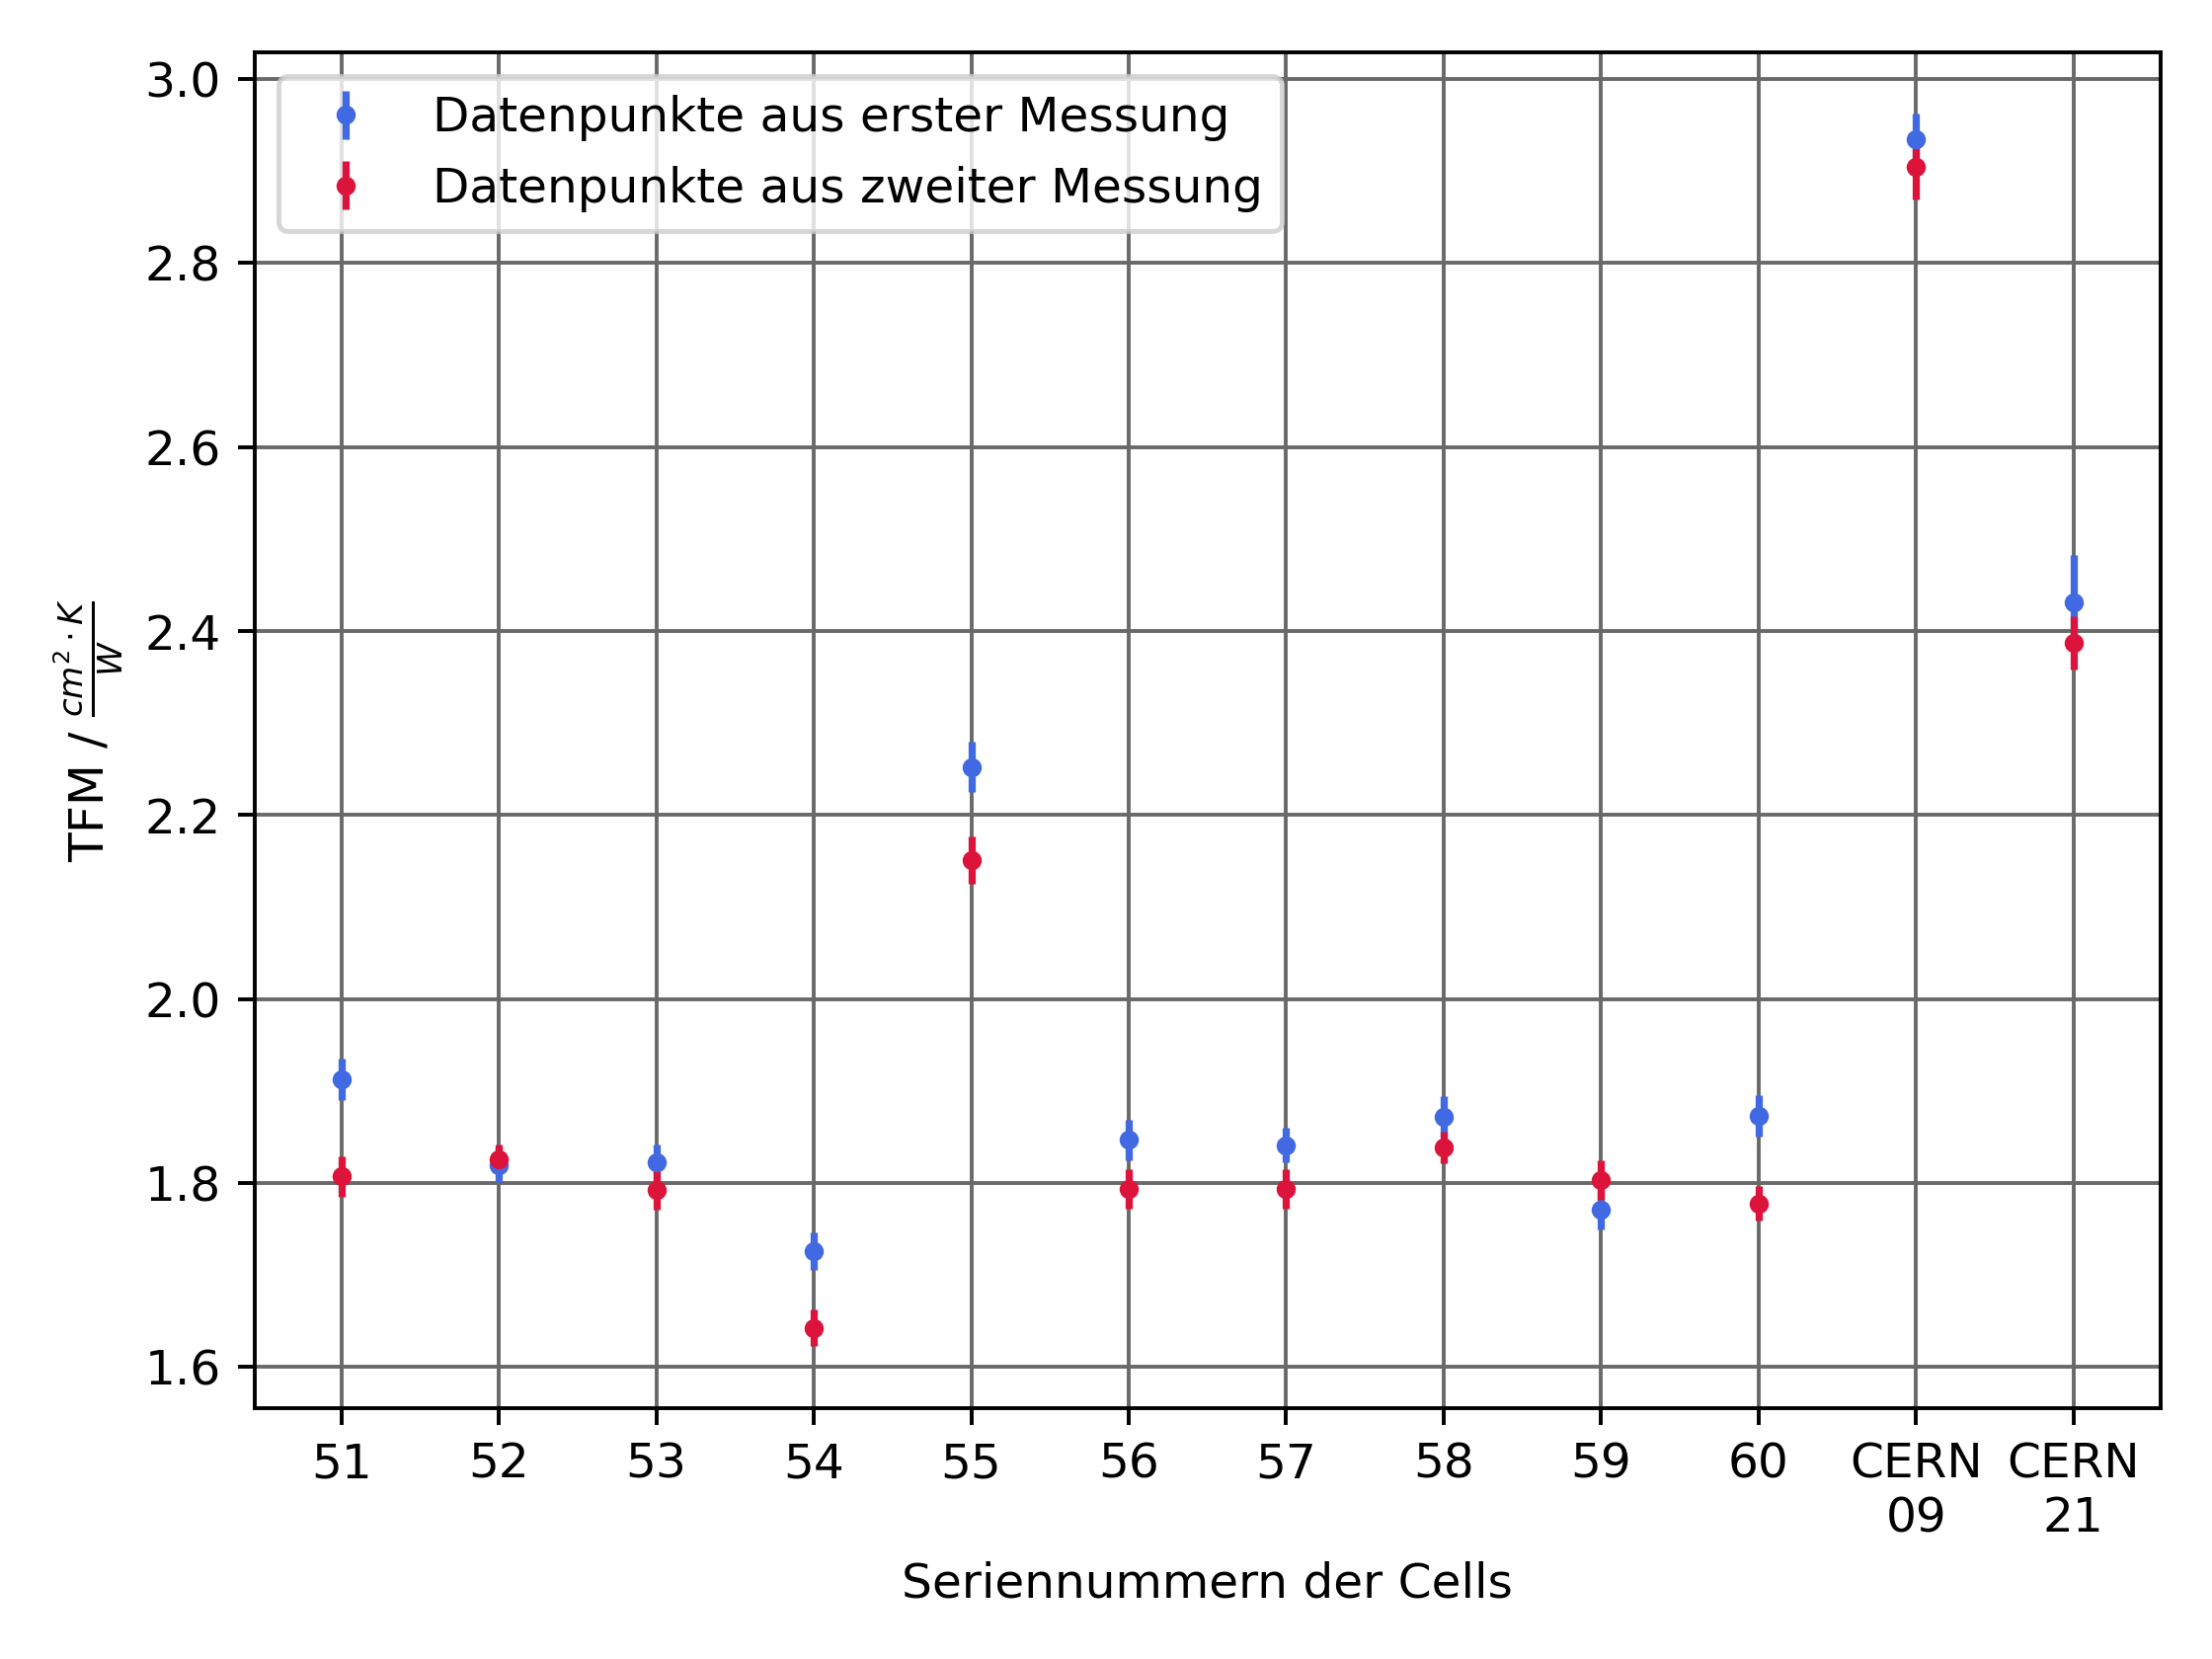 3.0
2.8
2.6
2.4
2.2
2.0
1.8
1.6
Datenpunkte aus erster Messung
Datenpunkte aus zweiter Messung
TFM / cm² · K / W
51 52 53 54 55 56 57 58 59 60 CERN CERN
09 21
Seriennummern der Cells